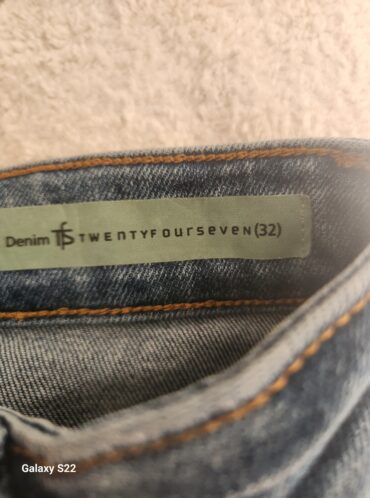 Denim TFS TWENTYFOURSEVEN (32)
Galaxy S22